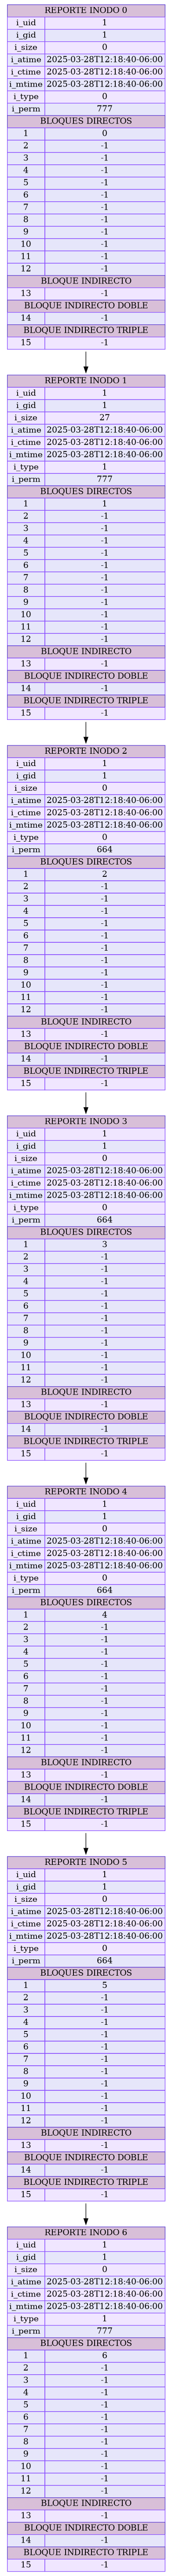 REPORTE INODO 0
i_uid 1
i_gid 1
i_size 0
i_atime 2025-03-28T12:18:40-06:00
i_ctime 2025-03-28T12:18:40-06:00
i_mtime 2025-03-28T12:18:40-06:00
i_type 0
i_perm 777
BLOQUES DIRECTOS
1 0
2 -1
3 -1
4 -1
5 -1
6 -1
7 -1
8 -1
9 -1
10 -1
11 -1
12 -1
BLOQUE INDIRECTO
13 -1
BLOQUE INDIRECTO DOBLE
14 -1
BLOQUE INDIRECTO TRIPLE
15 -1
REPORTE INODO 1
i_uid 1
i_gid 1
i_size 27
i_atime 2025-03-28T12:18:40-06:00
i_ctime 2025-03-28T12:18:40-06:00
i_mtime 2025-03-28T12:18:40-06:00
i_type 1
i_perm 777
BLOQUES DIRECTOS
1 1
2 -1
3 -1
4 -1
5 -1
6 -1
7 -1
8 -1
9 -1
10 -1
11 -1
12 -1
BLOQUE INDIRECTO
13 -1
BLOQUE INDIRECTO DOBLE
14 -1
BLOQUE INDIRECTO TRIPLE
15 -1
REPORTE INODO 2
i_uid 1
i_gid 1
i_size 0
i_atime 2025-03-28T12:18:40-06:00
i_ctime 2025-03-28T12:18:40-06:00
i_mtime 2025-03-28T12:18:40-06:00
i_type 0
i_perm 664
BLOQUES DIRECTOS
1 2
2 -1
3 -1
4 -1
5 -1
6 -1
7 -1
8 -1
9 -1
10 -1
11 -1
12 -1
BLOQUE INDIRECTO
13 -1
BLOQUE INDIRECTO DOBLE
14 -1
BLOQUE INDIRECTO TRIPLE
15 -1
REPORTE INODO 3
i_uid 1
i_gid 1
i_size 0
i_atime 2025-03-28T12:18:40-06:00
i_ctime 2025-03-28T12:18:40-06:00
i_mtime 2025-03-28T12:18:40-06:00
i_type 0
i_perm 664
BLOQUES DIRECTOS
1 3
2 -1
3 -1
4 -1
5 -1
6 -1
7 -1
8 -1
9 -1
10 -1
11 -1
12 -1
BLOQUE INDIRECTO
13 -1
BLOQUE INDIRECTO DOBLE
14 -1
BLOQUE INDIRECTO TRIPLE
15 -1
REPORTE INODO 4
i_uid 1
i_gid 1
i_size 0
i_atime 2025-03-28T12:18:40-06:00
i_ctime 2025-03-28T12:18:40-06:00
i_mtime 2025-03-28T12:18:40-06:00
i_type 0
i_perm 664
BLOQUES DIRECTOS
1 4
2 -1
3 -1
4 -1
5 -1
6 -1
7 -1
8 -1
9 -1
10 -1
11 -1
12 -1
BLOQUE INDIRECTO
13 -1
BLOQUE INDIRECTO DOBLE
14 -1
BLOQUE INDIRECTO TRIPLE
15 -1
REPORTE INODO 5
i_uid 1
i_gid 1
i_size 0
i_atime 2025-03-28T12:18:40-06:00
i_ctime 2025-03-28T12:18:40-06:00
i_mtime 2025-03-28T12:18:40-06:00
i_type 0
i_perm 664
BLOQUES DIRECTOS
1 5
2 -1
3 -1
4 -1
5 -1
6 -1
7 -1
8 -1
9 -1
10 -1
11 -1
12 -1
BLOQUE INDIRECTO
13 -1
BLOQUE INDIRECTO DOBLE
14 -1
BLOQUE INDIRECTO TRIPLE
15 -1
REPORTE INODO 6
i_uid 1
i_gid 1
i_size 0
i_atime 2025-03-28T12:18:40-06:00
i_ctime 2025-03-28T12:18:40-06:00
i_mtime 2025-03-28T12:18:40-06:00
i_type 1
i_perm 777
BLOQUES DIRECTOS
1 6
2 -1
3 -1
4 -1
5 -1
6 -1
7 -1
8 -1
9 -1
10 -1
11 -1
12 -1
BLOQUE INDIRECTO
13 -1
BLOQUE INDIRECTO DOBLE
14 -1
BLOQUE INDIRECTO TRIPLE
15 -1